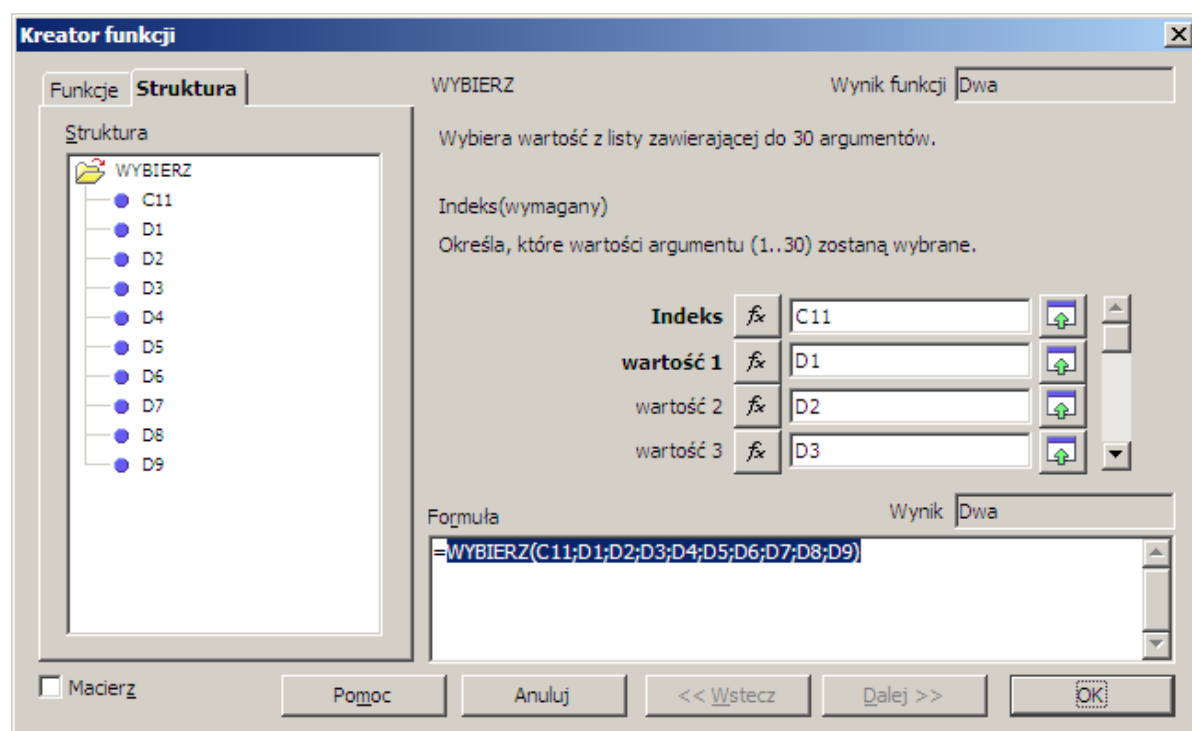 Kreator funkcji
Funkcje Struktura
Struktura
WYBIERZ
C11
D1
D2
D3
D4
D5
D6
D7
D8
D9
WYBIERZ Wynik funkcji Dwa
Wybiera wartość z listy zawierającej do 30 argumentów.
Indeks(wymagany)
Określa, które wartości argumentu (1..30) zostaną wybrane.
Indeks fx C11
wartość 1 fx D1
wartość 2 fx D2
wartość 3 fx D3
Formuła Wynik Dwa
=WYBIERZ(C11;D1;D2;D3;D4;D5;D6;D7;D8;D9)
Macierz Pomoc Anuluj << Wstecz Dalej >> OK